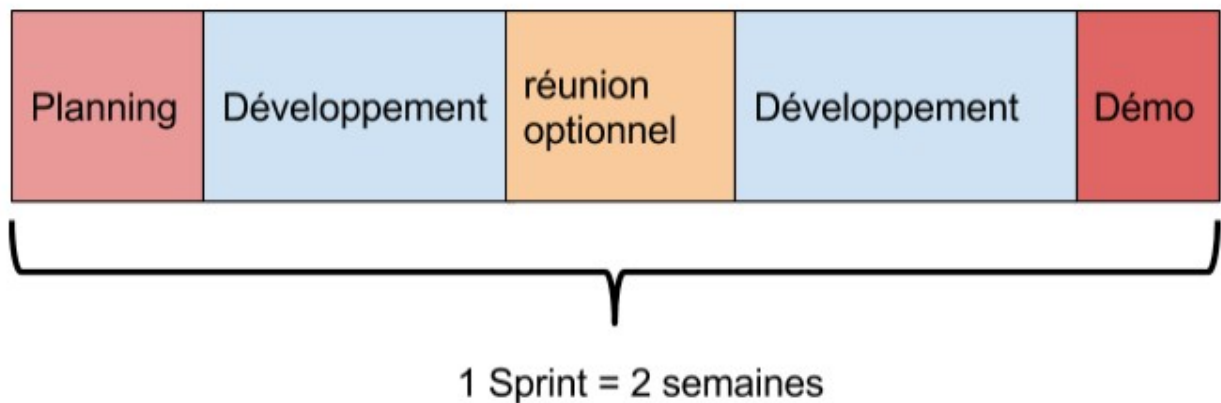 Planning
Développement
réunion
optionnel
Développement
Démo
1 Sprint = 2 semaines